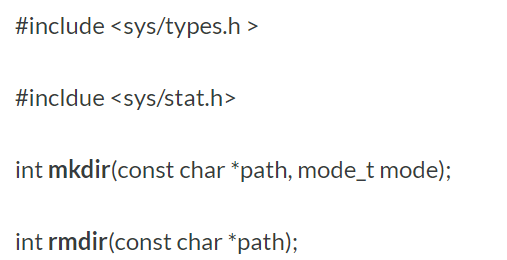 #include <sys/types.h >
#incldue <sys/stat.h>
int mkdir(const char *path, mode_t mode);
int rmdir(const char *path);